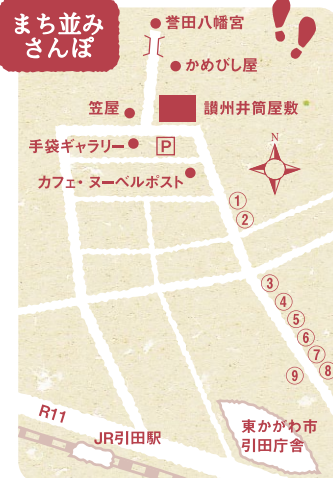 まち並み
さんぽ
誉田八幡宮
かめびし屋
笠屋
讃州井筒屋敷
手袋ギャラリー
P
N
カフェ・ヌーベルポスト
①
②
③
④
⑤
⑥
⑦
⑧
⑨
R11
JR引田駅
東かがわ市
引田庁舎